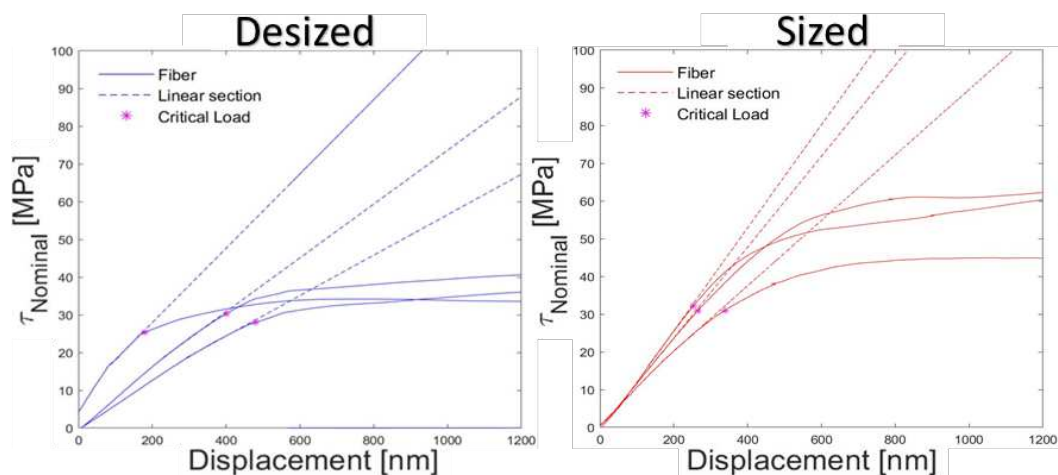 Desized
100
90
80
70
60
50
40
30
20
10
0
τNominal [MPa]
Fiber
Linear section
Critical Load
0 200 400 600 800 1000 1200
Displacement [nm]
Sized
100
90
80
70
60
50
40
30
20
10
0
τNominal [MPa]
Fiber
Linear section
Critical Load
0 200 400 600 800 1000 1200
Displacement [nm]